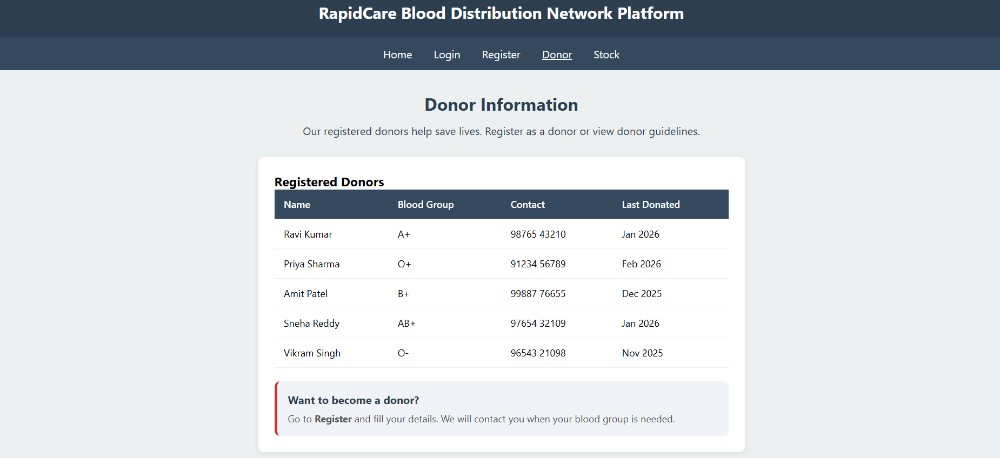 RapidCare Blood Distribution Network Platform
Home Login Register Donor Stock
Donor Information
Our registered donors help save lives. Register as a donor or view donor guidelines.
Registered Donors
Name Blood Group Contact Last Donated
Ravi Kumar A+ 98765 43210 Jan 2026
Priya Sharma O+ 91234 56789 Feb 2026
Amit Patel B+ 99887 76655 Dec 2025
Sneha Reddy AB+ 97654 32109 Jan 2026
Vikram Singh O- 96543 21098 Nov 2025
Want to become a donor?
Go to Register and fill your details. We will contact you when your blood group is needed.